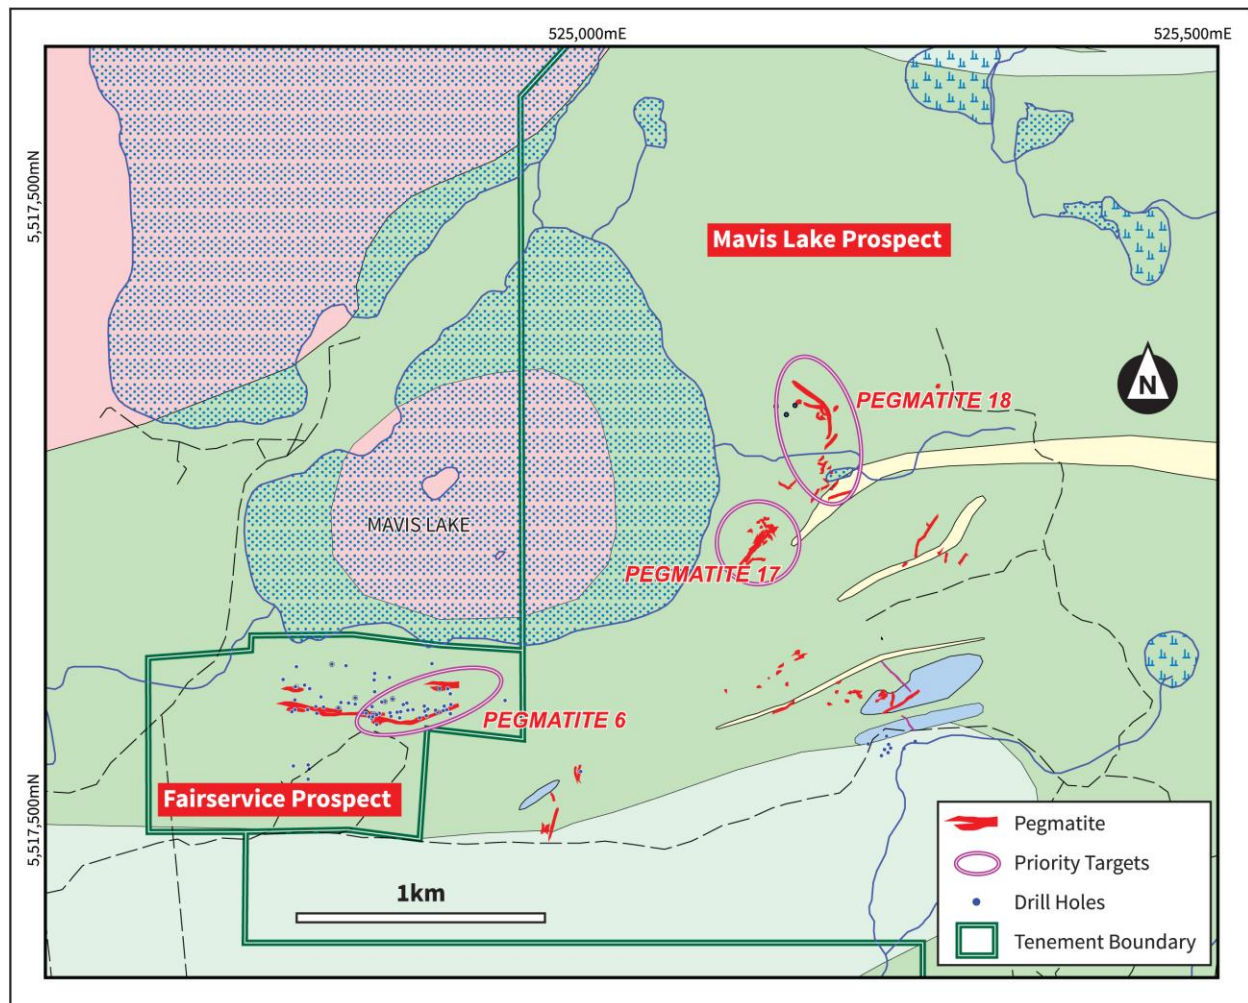 525,000mE
525,500mE
5,517,500mN
Mavis Lake Prospect
N
PEGMATITE 18
MAVIS LAKE
PEGMATITE 17
PEGMATITE 6
5,517,500mN
Fairservice Prospect
1km
Pegmatite
Priority Targets
Drill Holes
Tenement Boundary